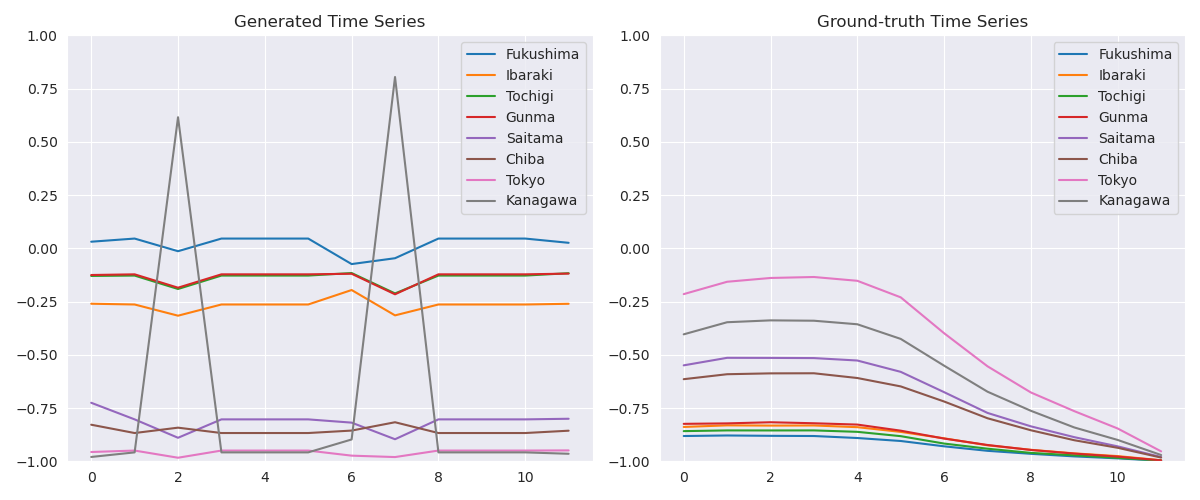 Generated Time Series
1.00
0.75
0.50
0.25
0.00
−0.25
−0.50
−0.75
−1.00
0 2 4 6 8 10
Fukushima
Ibaraki
Tochigi
Gunma
Saitama
Chiba
Tokyo
Kanagawa
Ground-truth Time Series
1.00
0.75
0.50
0.25
0.00
−0.25
−0.50
−0.75
−1.00
0 2 4 6 8 10
Fukushima
Ibaraki
Tochigi
Gunma
Saitama
Chiba
Tokyo
Kanagawa